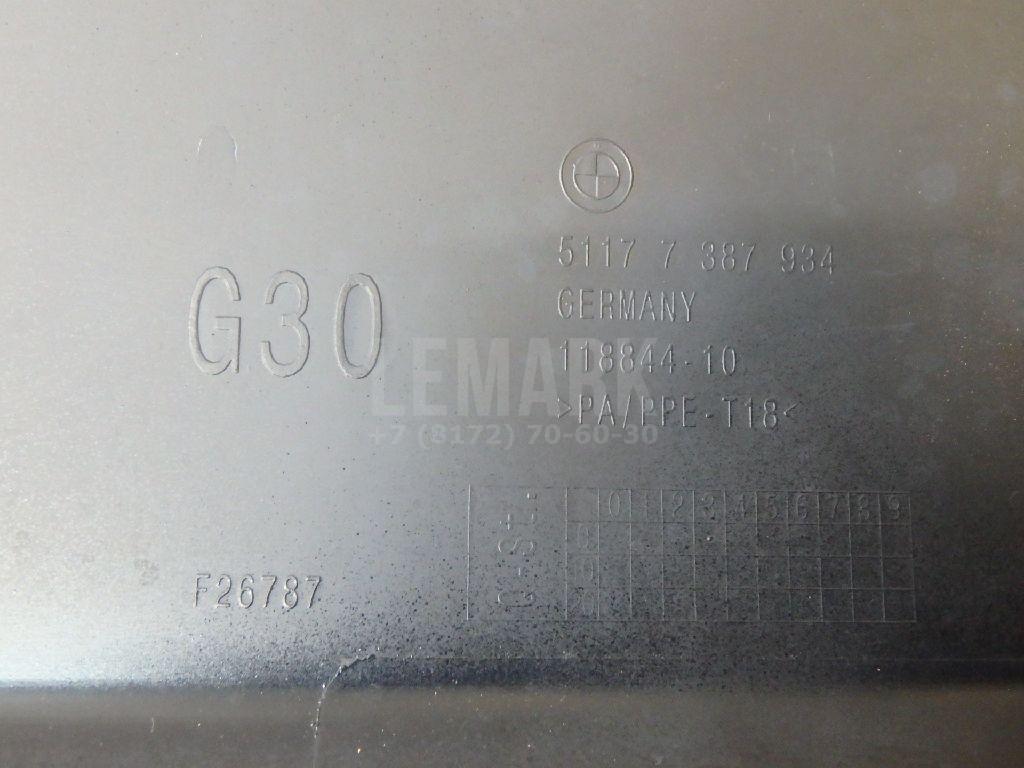 5117 7 387 934
G30
GERMANY
118844-10
LEMARK
>PA/PPE-T18<
+7 (8172) 70-60-30
0 1 2 3 4 5 6 7 8 9
F26787